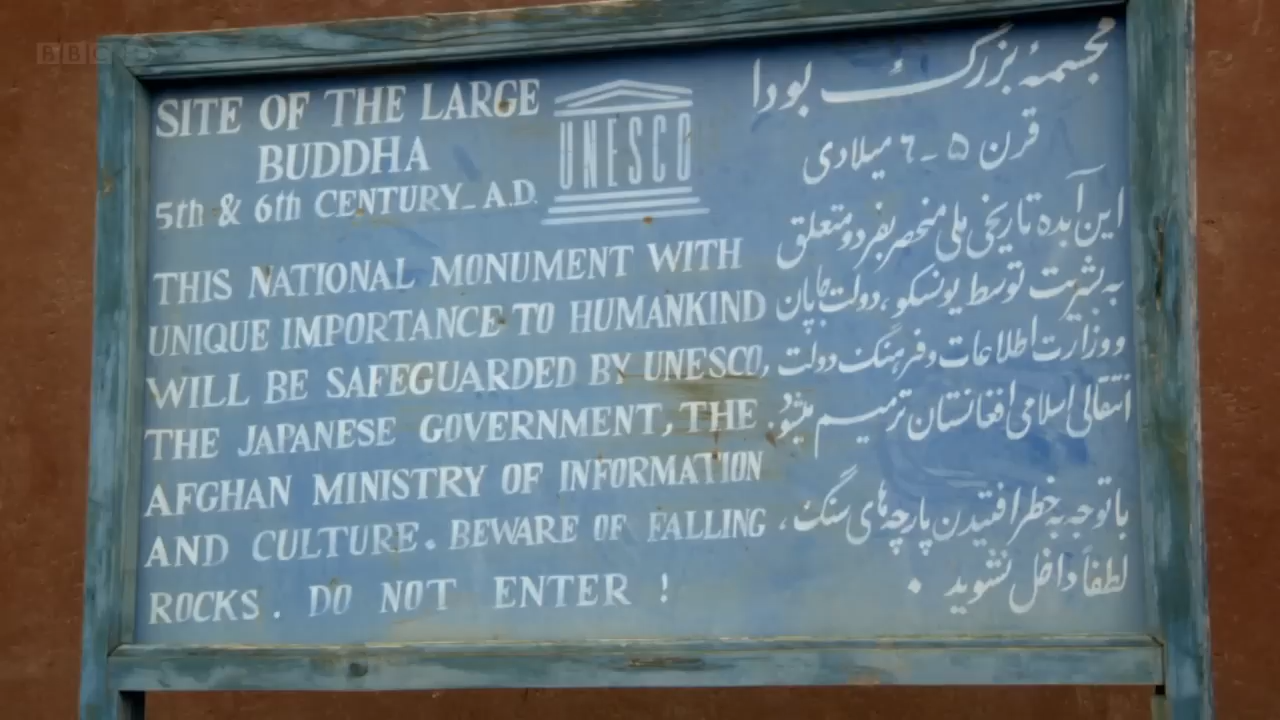 BBC
SITE OF THE LARGE
BUDDHA
5th & 6th CENTURY_ A.D.
UNESCO
THIS NATIONAL MONUMENT WITH
UNIQUE IMPORTANCE TO HUMANKIND
WILL BE SAFEGUARDED BY UNESCO,
THE JAPANESE GOVERNMENT, THE
AFGHAN MINISTRY OF INFORMATION
AND CULTURE. BEWARE OF FALLING
ROCKS. DO NOT ENTER !
مجسمهٔ بزرگ بودا
قرن ۵ - ٦ میلادی
این آبده تاریخی ملی منحصر بفرد و متعلق
به بشریت توسط یونسکو، دولت جاپان
و وزارت اطلاعات و فرهنگ دولت
انتقالی اسلامی افغانستان ترمیم میشود.
با توجه به خطر افتیدن پارچه های سنگ،
لطفاً داخل نشوید.